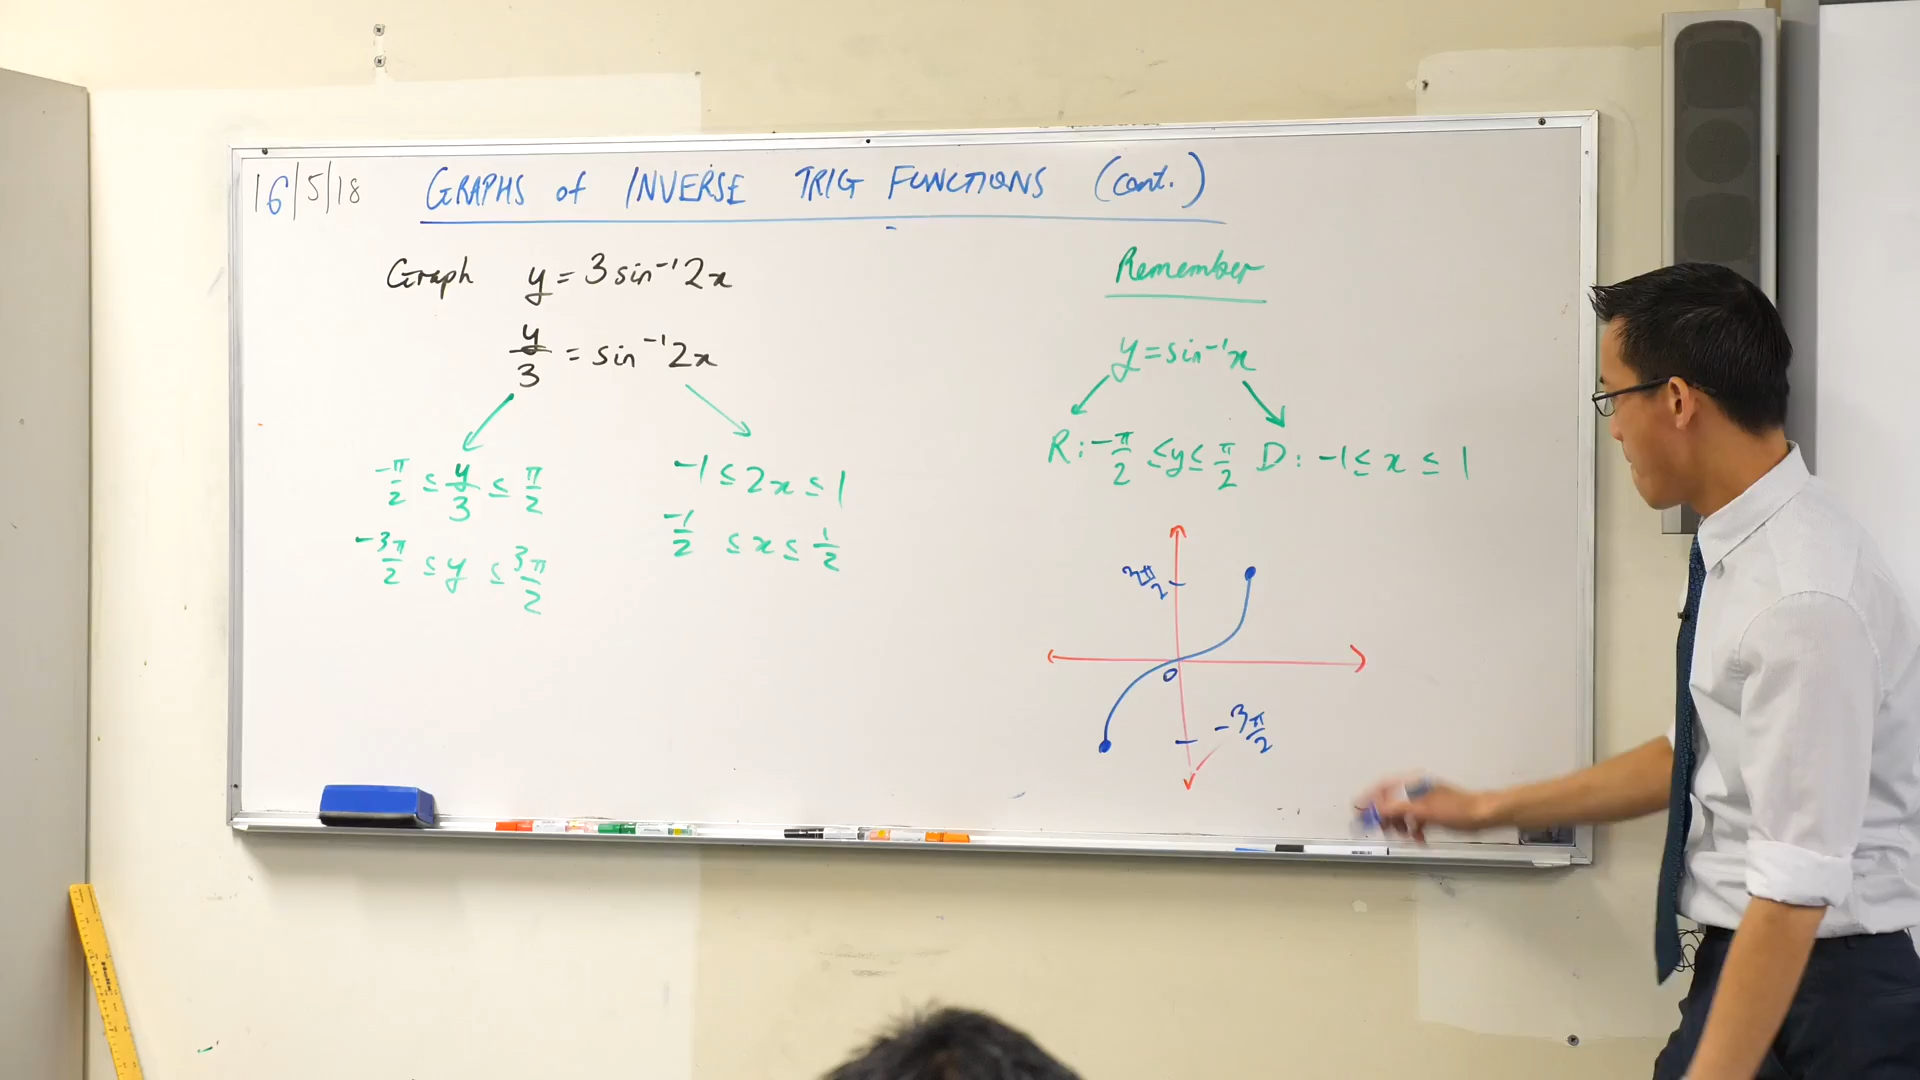 16/5/18 GRAPHS of INVERSE TRIG FUNCTIONS (cont.)
Graph y = 3 sin⁻¹ 2x
y/3 = sin⁻¹ 2x
-π/2 ≤ y/3 ≤ π/2
-3π/2 ≤ y ≤ 3π/2
-1 ≤ 2x ≤ 1
-1/2 ≤ x ≤ 1/2
Remember
y = sin⁻¹x
R: -π/2 ≤ y ≤ π/2 D: -1 ≤ x ≤ 1
3π/2
0
-3π/2